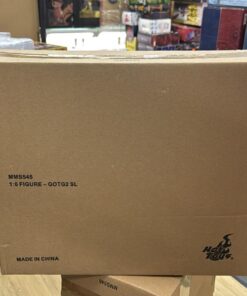 MMS545
1:6 FIGURE – GOTG2 SL
MADE IN CHINA
Hot Toys